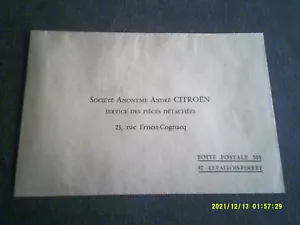 Société Anonyme André CITROËN
SERVICE DES PIÈCES DÉTACHÉES
23, rue Ernest-Cognacq
BOITE POSTALE 309
92 - LEVALLOIS-PERRET
2021/12/13 01:57:29